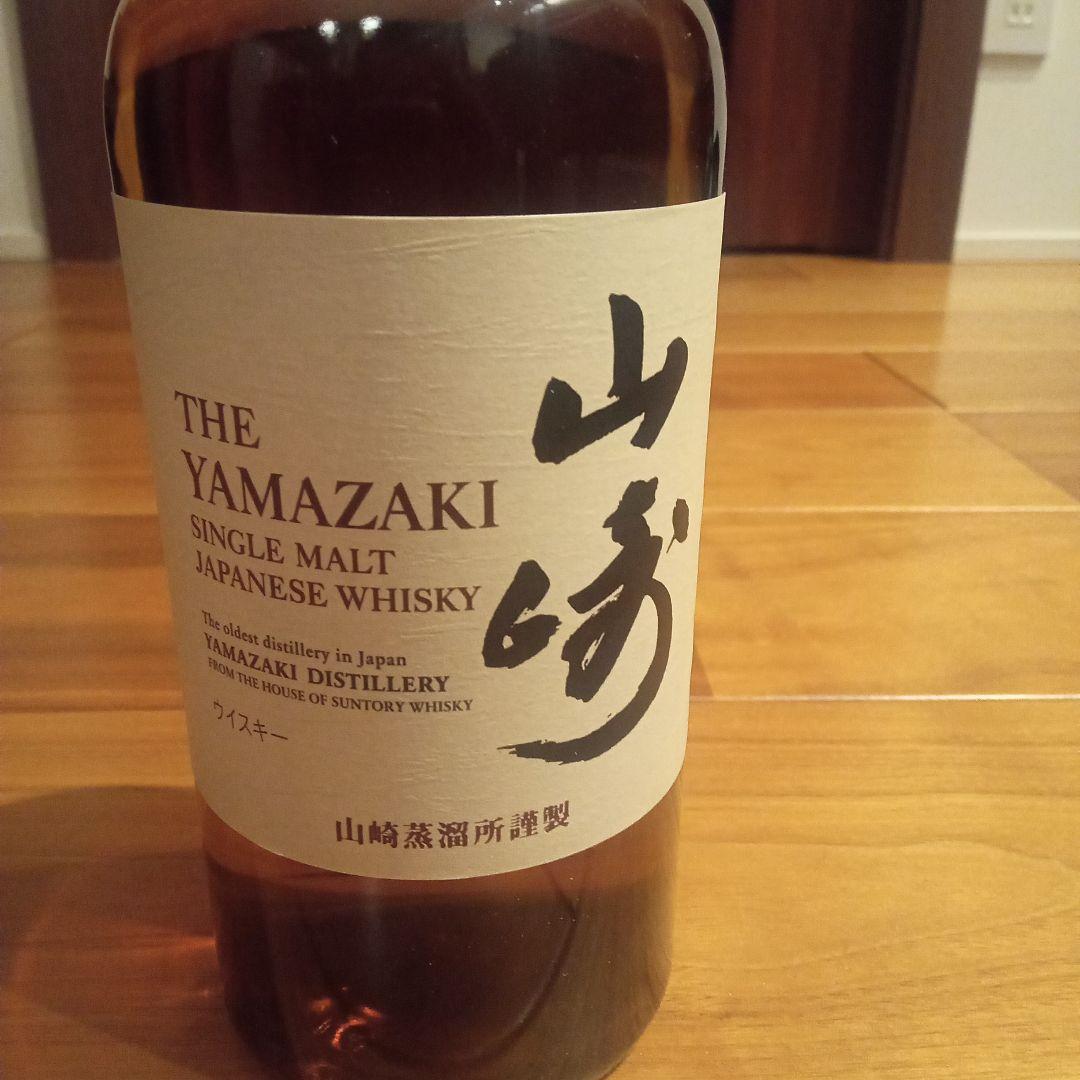 THE
YAMAZAKI
SINGLE MALT
JAPANESE WHISKY
The oldest distillery in Japan
YAMAZAKI DISTILLERY
FROM THE HOUSE OF SUNTORY WHISKY
ウイスキー
山崎
山崎蒸溜所謹製